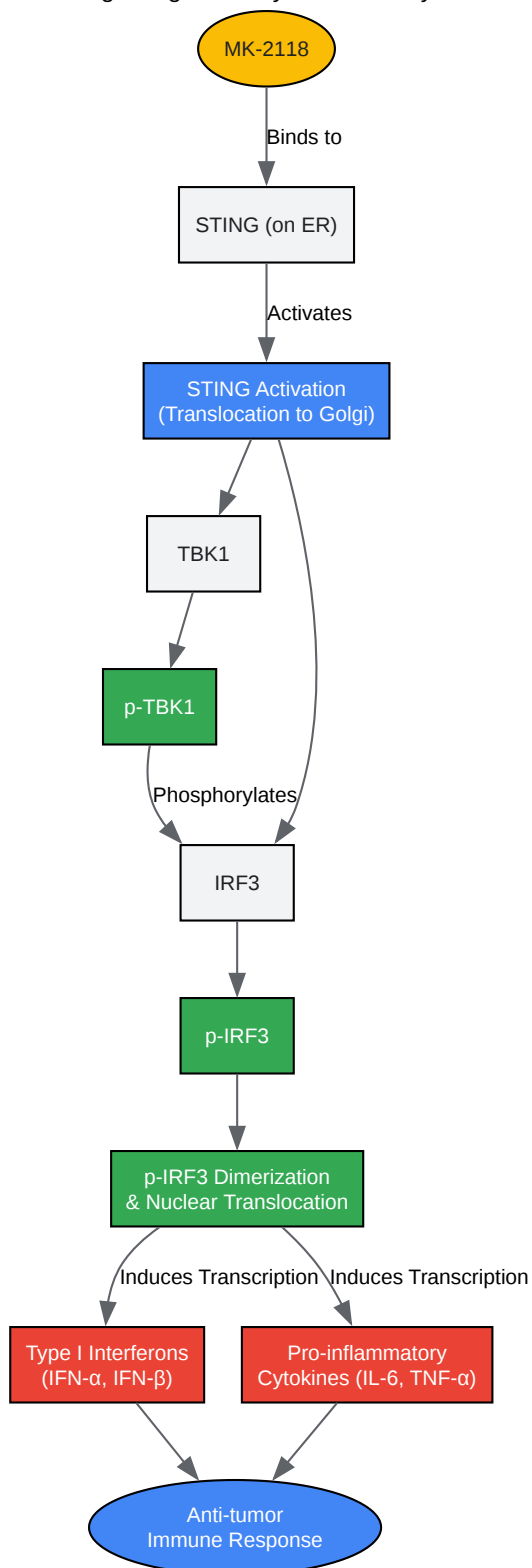 MK-2118
Binds to
STING (on ER)
Activates
STING Activation
(Translocation to Golgi)
TBK1
p-TBK1
Phosphorylates
IRF3
p-IRF3
p-IRF3 Dimerization
& Nuclear Translocation
Induces Transcription
Induces Transcription
Type I Interferons
(IFN-α, IFN-β)
Pro-inflammatory
Cytokines (IL-6, TNF-α)
Anti-tumor
Immune Response